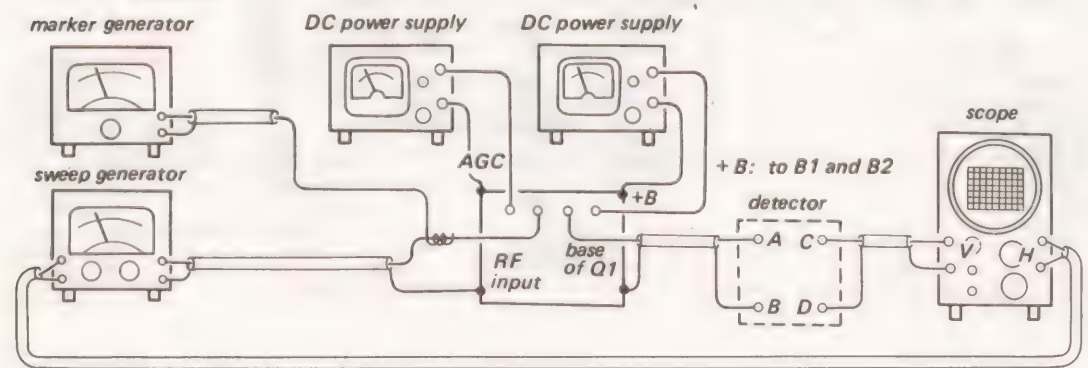 marker generator
DC power supply
DC power supply
scope
sweep generator
AGC
+B
+ B: to B1 and B2
detector
A
C
V
H
RF
input
base
of Q1
B
D